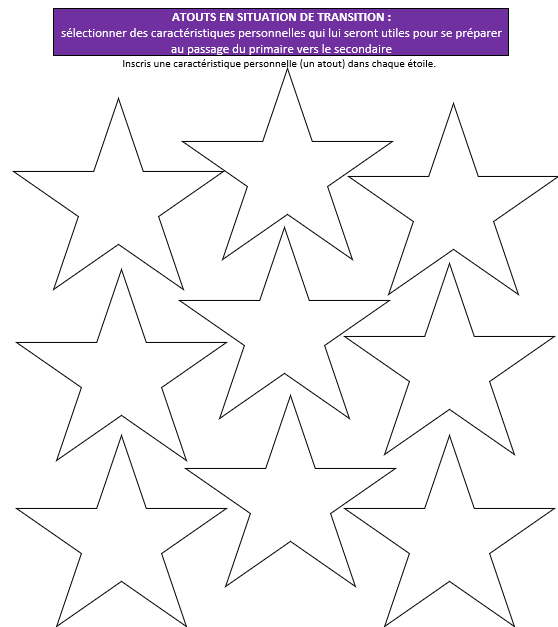 ATOUTS EN SITUATION DE TRANSITION :
sélectionner des caractéristiques personnelles qui lui seront utiles pour se préparer
au passage du primaire vers le secondaire
Inscris une caractéristique personnelle (un atout) dans chaque étoile.